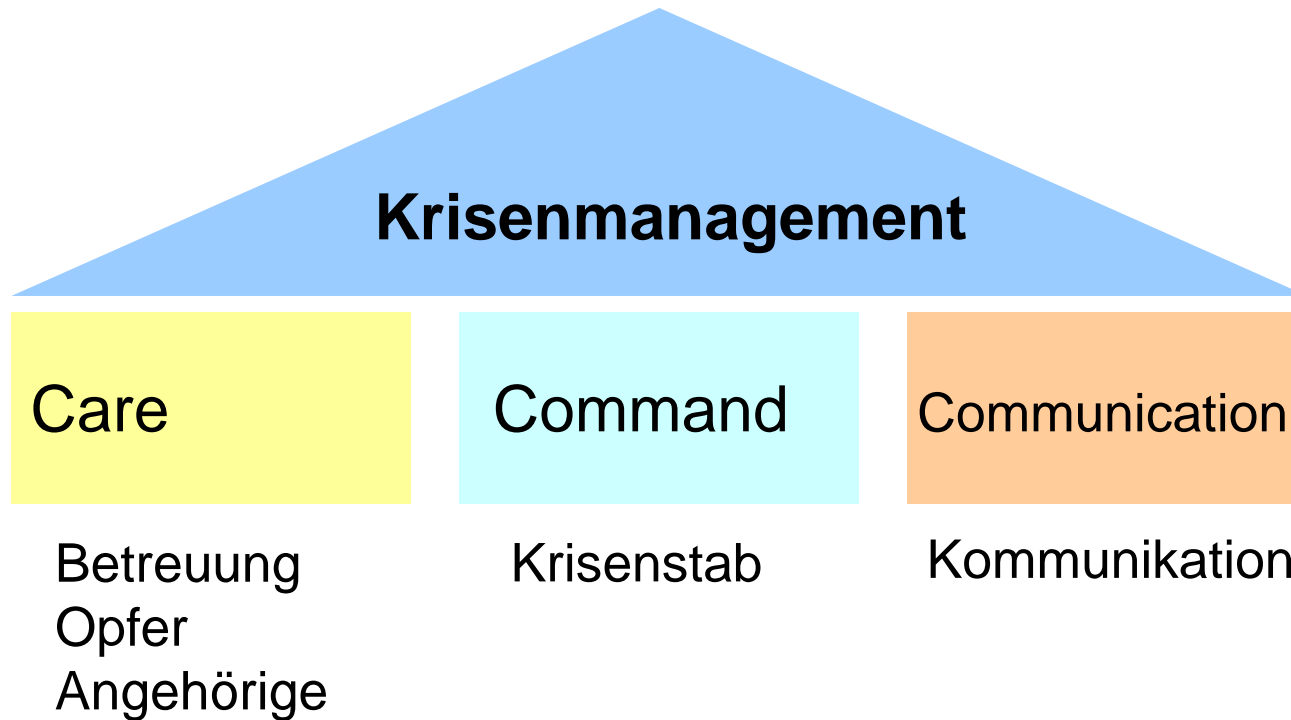 Krisenmanagement
Care
Command
Communication
Betreuung
Opfer
Angehörige
Krisenstab
Kommunikation